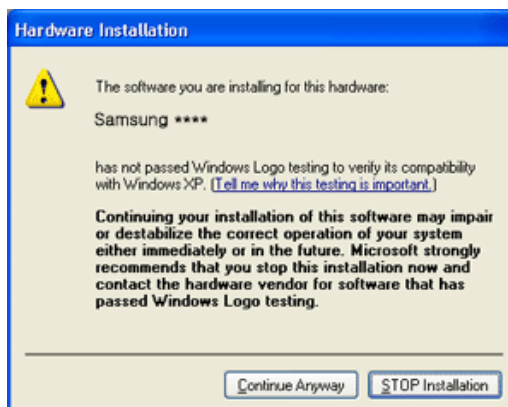 Hardware Installation
The software you are installing for this hardware:
Samsung ****
has not passed Windows Logo testing to verify its compatibility
with Windows XP. (Tell me why this testing is important.)
Continuing your installation of this software may impair
or destabilize the correct operation of your system
either immediately or in the future. Microsoft strongly
recommends that you stop this installation now and
contact the hardware vendor for software that has
passed Windows Logo testing.
Continue Anyway
STOP Installation